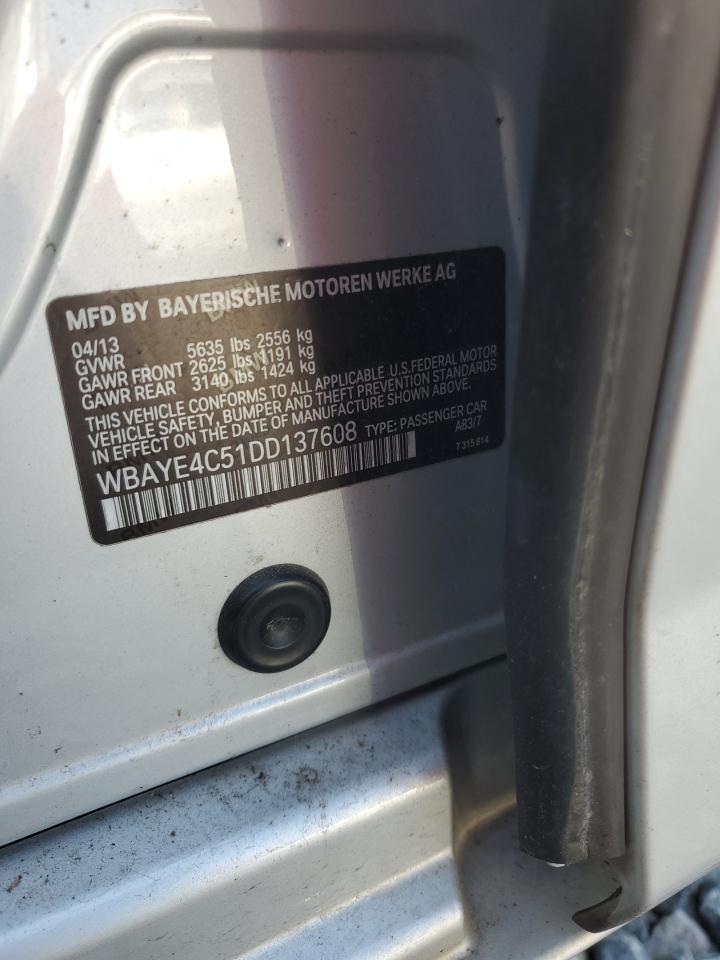 MFD BY BAYERISCHE MOTOREN WERKE AG
04/13
GVWR 5635 lbs 2556 kg
GAWR FRONT 2625 lbs 1191 kg
GAWR REAR 3140 lbs 1424 kg
THIS VEHICLE CONFORMS TO ALL APPLICABLE U.S.FEDERAL MOTOR
VEHICLE SAFETY, BUMPER AND THEFT PREVENTION STANDARDS
IN EFFECT ON THE DATE OF MANUFACTURE SHOWN ABOVE.
WBAYE4C51DD137608 TYPE: PASSENGER CAR A83/7
7 315 814